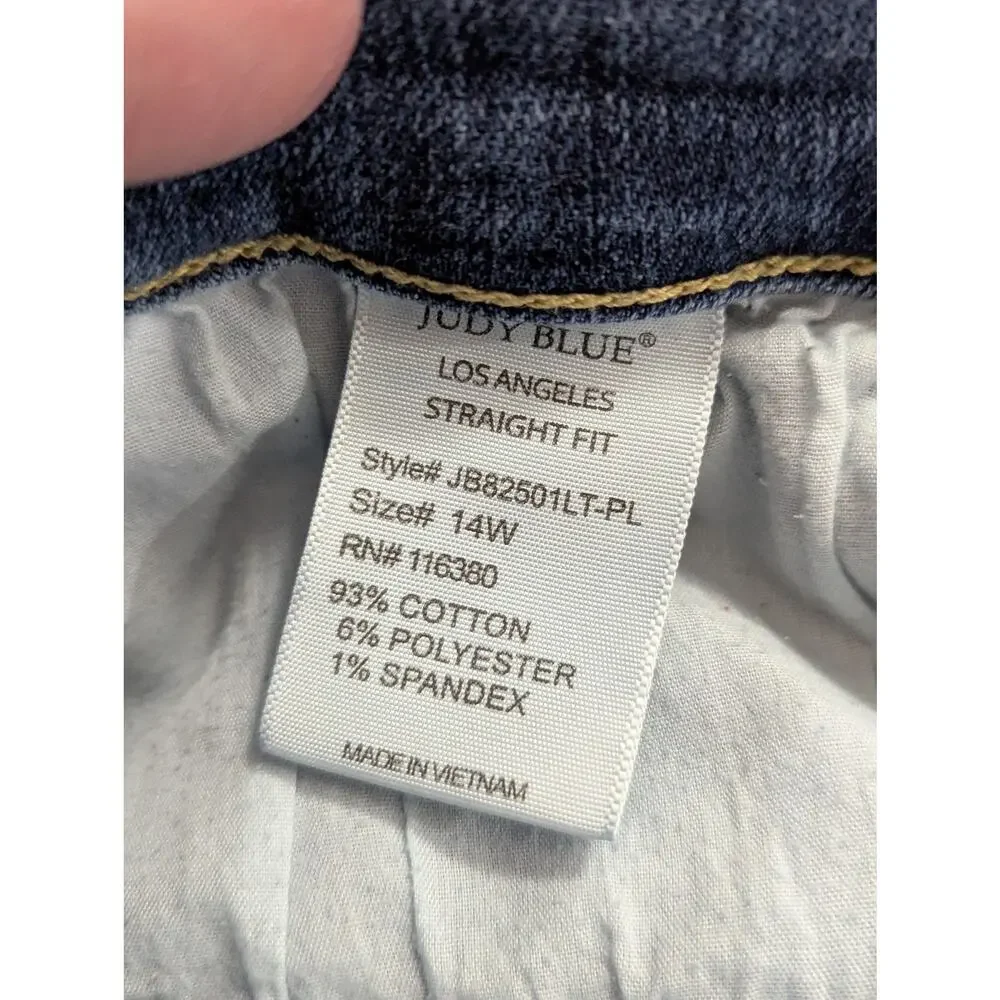 JUDY BLUE®
LOS ANGELES
STRAIGHT FIT
Style# JB82501LT-PL
Size# 14W
RN# 116380
93% COTTON
6% POLYESTER
1% SPANDEX
MADE IN VIETNAM